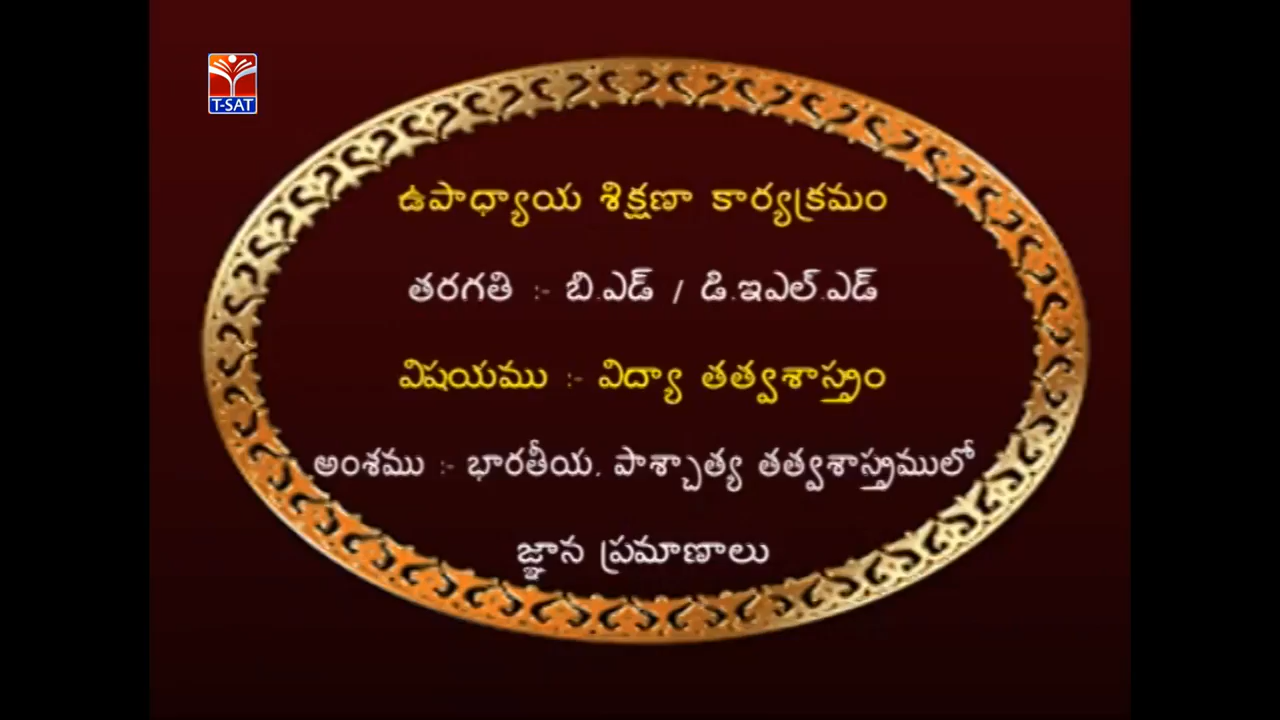 T-SAT
ఉపాధ్యాయ శిక్షణా కార్యక్రమం
తరగతి :- బి.ఎడ్ / డి.ఇఎల్.ఎడ్
విషయము :- విద్యా తత్వశాస్త్రం
అంశము :- భారతీయ. పాశ్చాత్య తత్వశాస్త్రములో
జ్ఞాన ప్రమాణాలు